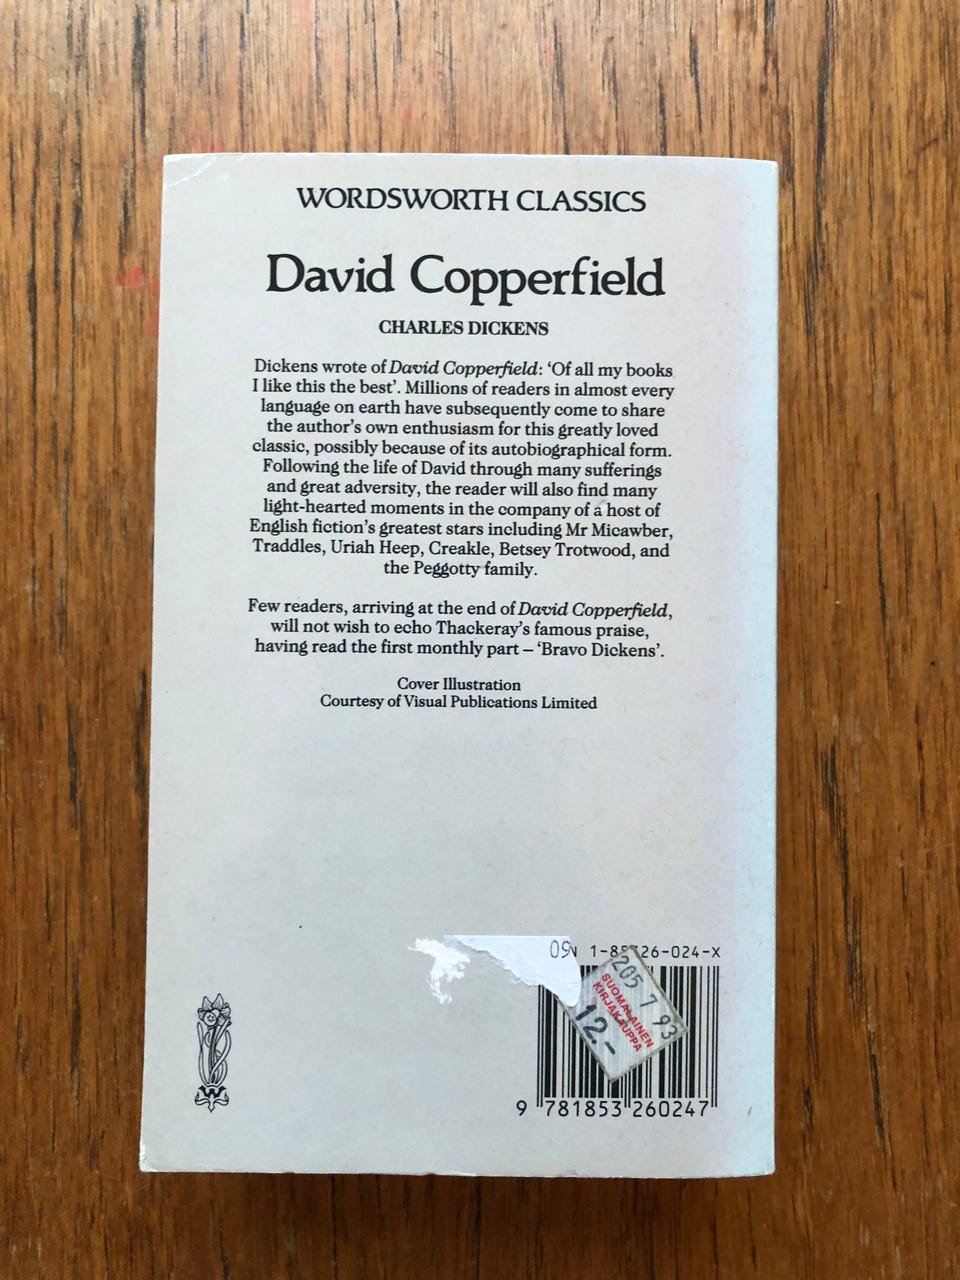 WORDSWORTH CLASSICS
David Copperfield
CHARLES DICKENS
Dickens wrote of David Copperfield: ‘Of all my books
I like this the best’. Millions of readers in almost every
language on earth have subsequently come to share
the author’s own enthusiasm for this greatly loved
classic, possibly because of its autobiographical form.
Following the life of David through many sufferings
and great adversity, the reader will also find many
light-hearted moments in the company of a host of
English fiction’s greatest stars including Mr Micawber,
Traddles, Uriah Heep, Creakle, Betsey Trotwood, and
the Peggotty family.
Few readers, arriving at the end of David Copperfield,
will not wish to echo Thackeray’s famous praise,
having read the first monthly part – ‘Bravo Dickens’.
Cover Illustration
Courtesy of Visual Publications Limited
09
26-024-X
205 7 93
SUOMALAINEN
KIRJAKAUPPA
12.-
W
9 781853 260247